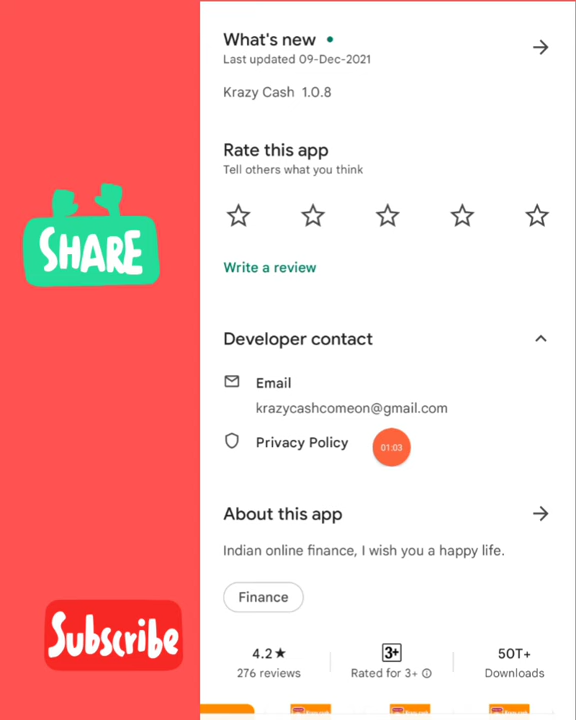 What's new
Last updated 09-Dec-2021
Krazy Cash 1.0.8
Rate this app
Tell others what you think
Write a review
SHARE
Developer contact
Email
krazycashcomeon@gmail.com
Privacy Policy
01:03
About this app
Indian online finance, I wish you a happy life.
Finance
Subscribe
4.2★
276 reviews
3+
Rated for 3+
50T+
Downloads